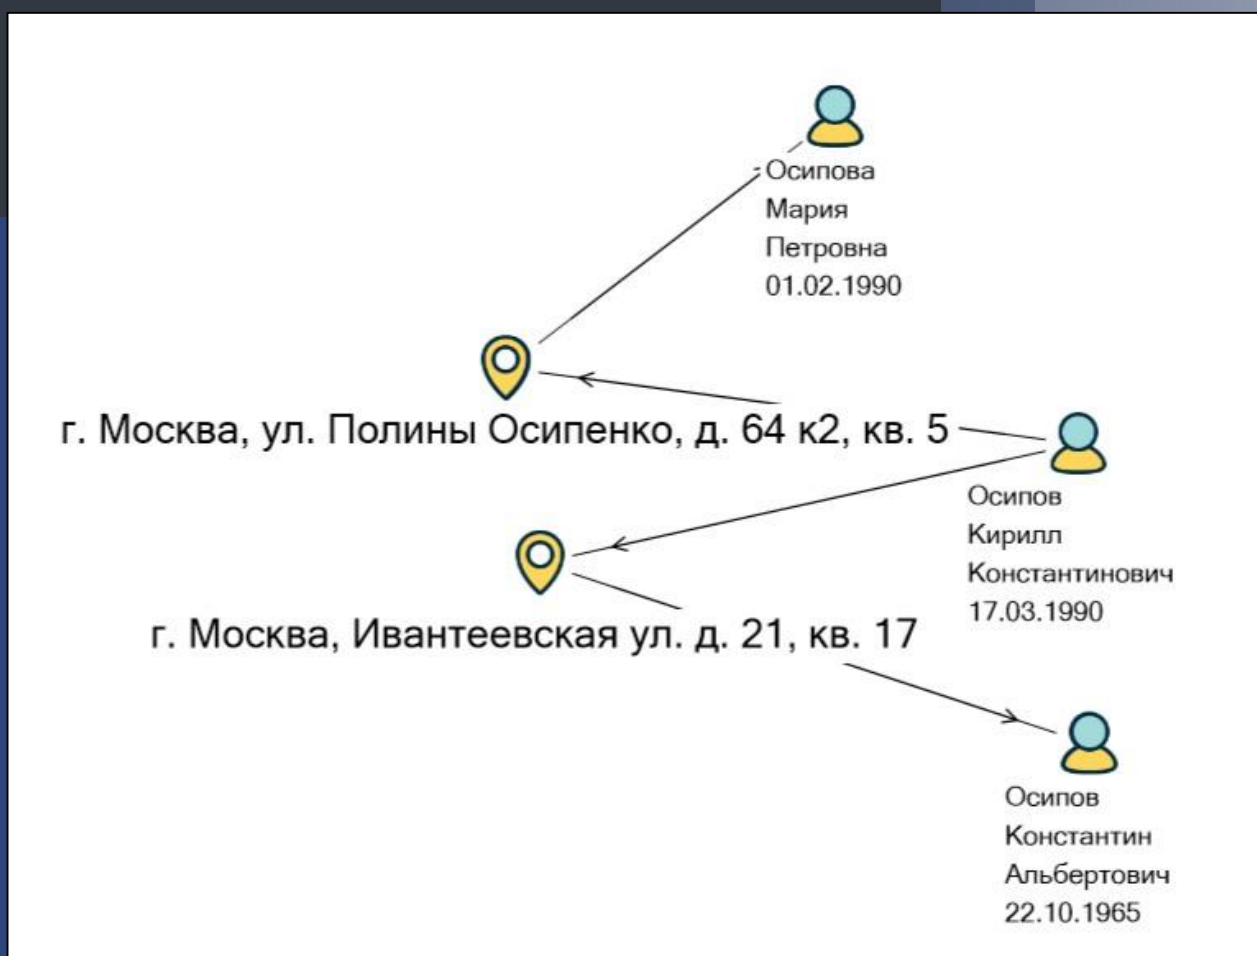 Осипова
Мария
Петровна
01.02.1990
г. Москва, ул. Полины Осипенко, д. 64 к2, кв. 5
Осипов
Кирилл
Константинович
17.03.1990
г. Москва, Ивантеевская ул. д. 21, кв. 17
Осипов
Константин
Альбертович
22.10.1965